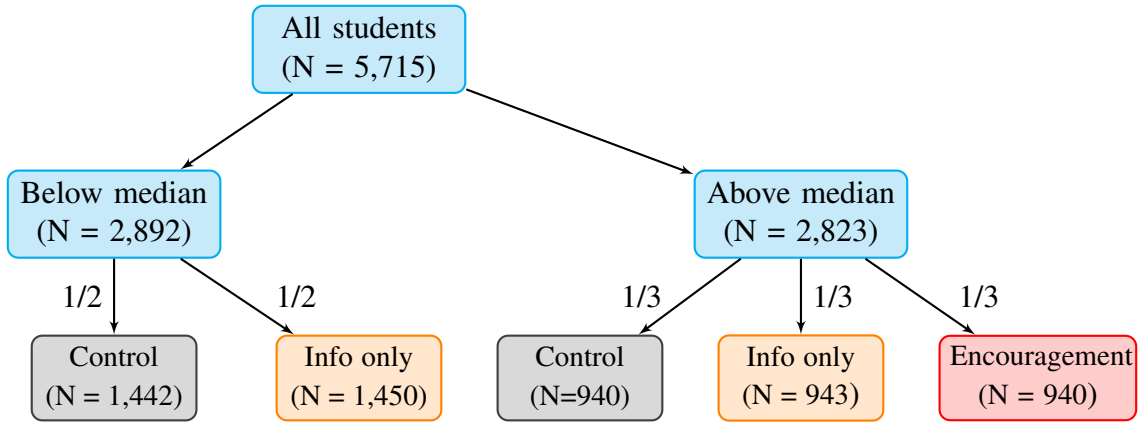 All students
(N = 5,715)
Below median
(N = 2,892)
Above median
(N = 2,823)
1/2
1/2
1/3
1/3
1/3
Control
(N = 1,442)
Info only
(N = 1,450)
Control
(N=940)
Info only
(N = 943)
Encouragement
(N = 940)